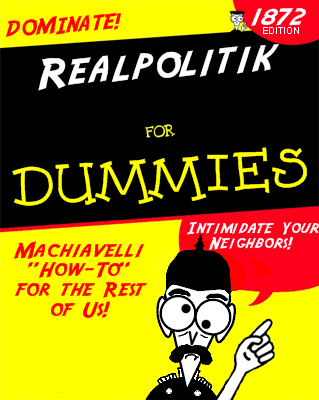 DOMINATE!
1872
EDITION
REALPOLITIK
FOR
DUMMIES
INTIMIDATE YOUR
NEIGHBORS!
MACHIAVELLI
"HOW-TO"
FOR THE REST
OF US!